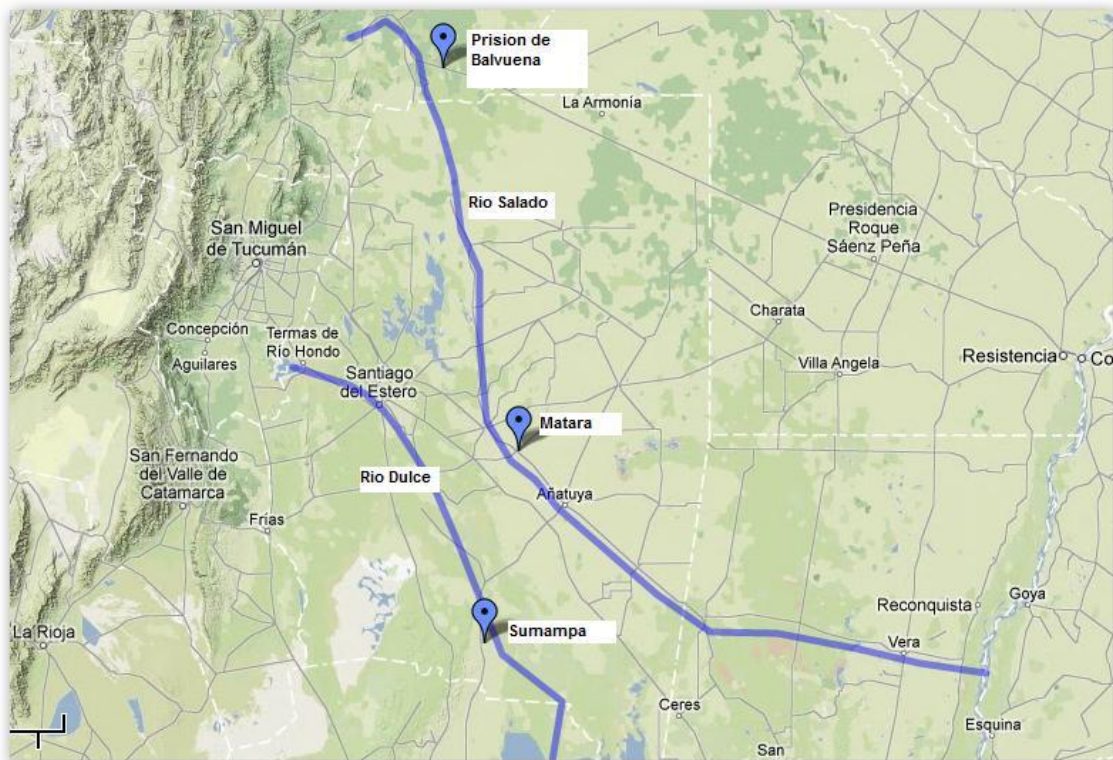 Prision de
Balvuena
La Armonía
Rio Salado
Presidencia
Roque
Sáenz Peña
San Miguel
de Tucumán
Charata
Concepción
Termas de
Río Hondo
Aguilares
Villa Angela
Resistencia
Co
Santiago
del Estero
Matara
San Fernando
del Valle de
Catamarca
Rio Dulce
Añatuya
Frías
Reconquista
Goya
La Rioja
Sumampa
Vera
Ceres
Esquina
San